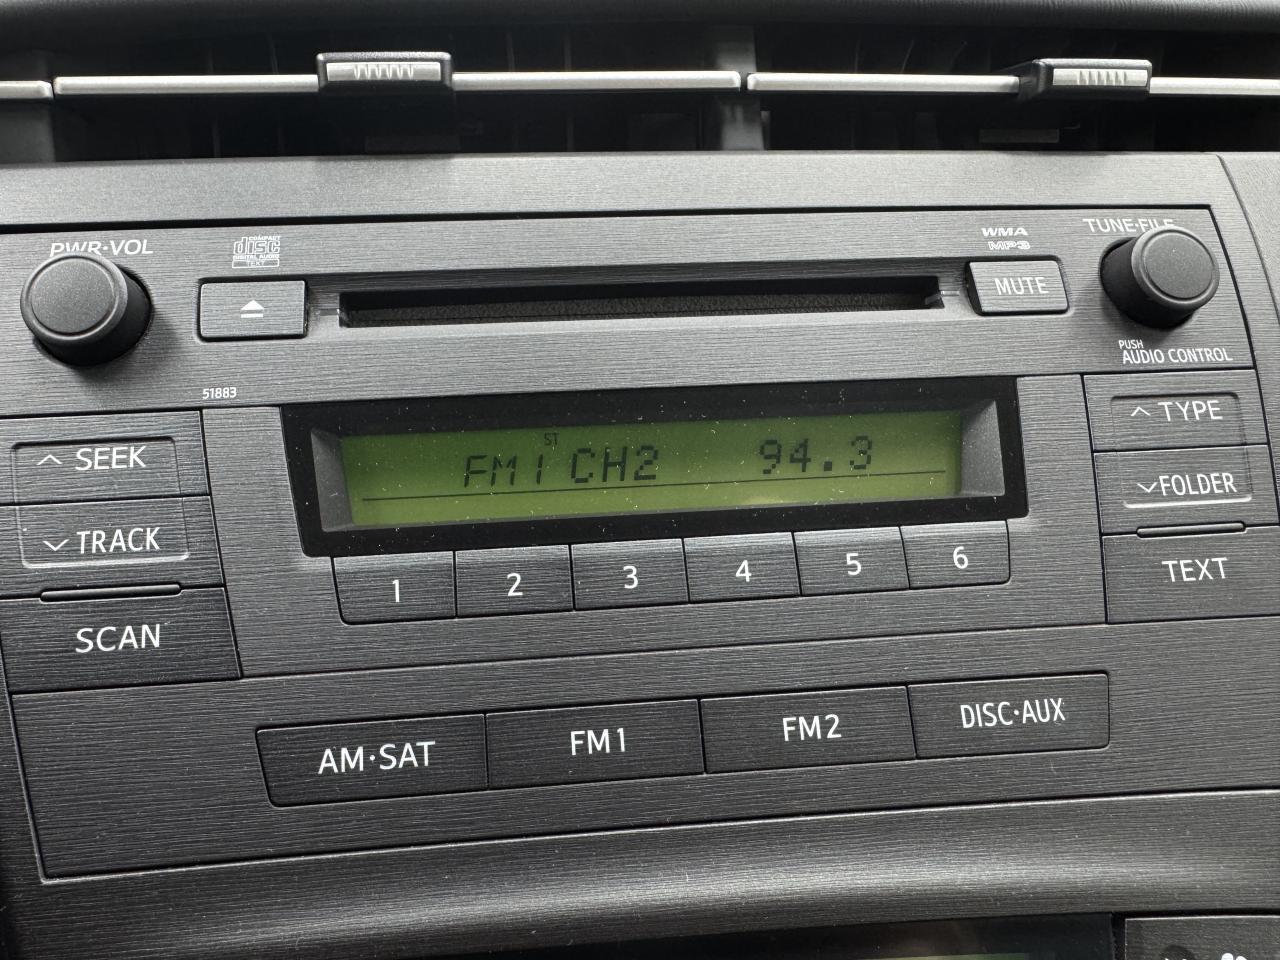 PWR·VOL
COMPACT
disc
DIGITAL AUDIO
TEXT
WMA
MP3
TUNE·FILE
MUTE
PUSH
AUDIO CONTROL
51883
SEEK
TRACK
SCAN
ST
FM1 CH2 94.3
TYPE
FOLDER
TEXT
1 2 3 4 5 6
AM·SAT FM1 FM2 DISC·AUX